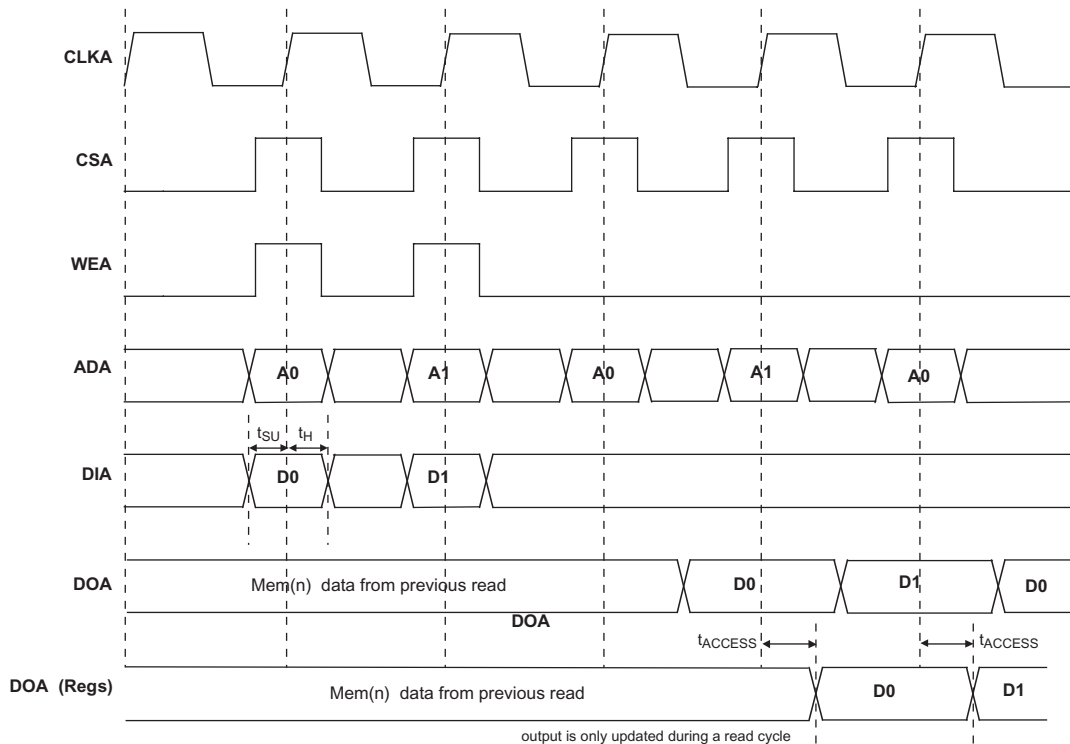 CLKA
CSA
WEA
ADA A0 A1 A0 A1 A0
tSU tH
DIA D0 D1
DOA Mem(n) data from previous read D0 D1 D0
DOA
tACCESS tACCESS
DOA (Regs) Mem(n) data from previous read D0 D1
output is only updated during a read cycle